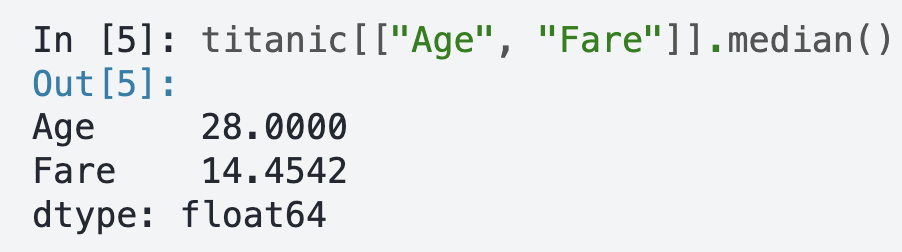 In [5]: titanic[["Age", "Fare"]].median()
Out[5]:
Age     28.0000
Fare    14.4542
dtype: float64